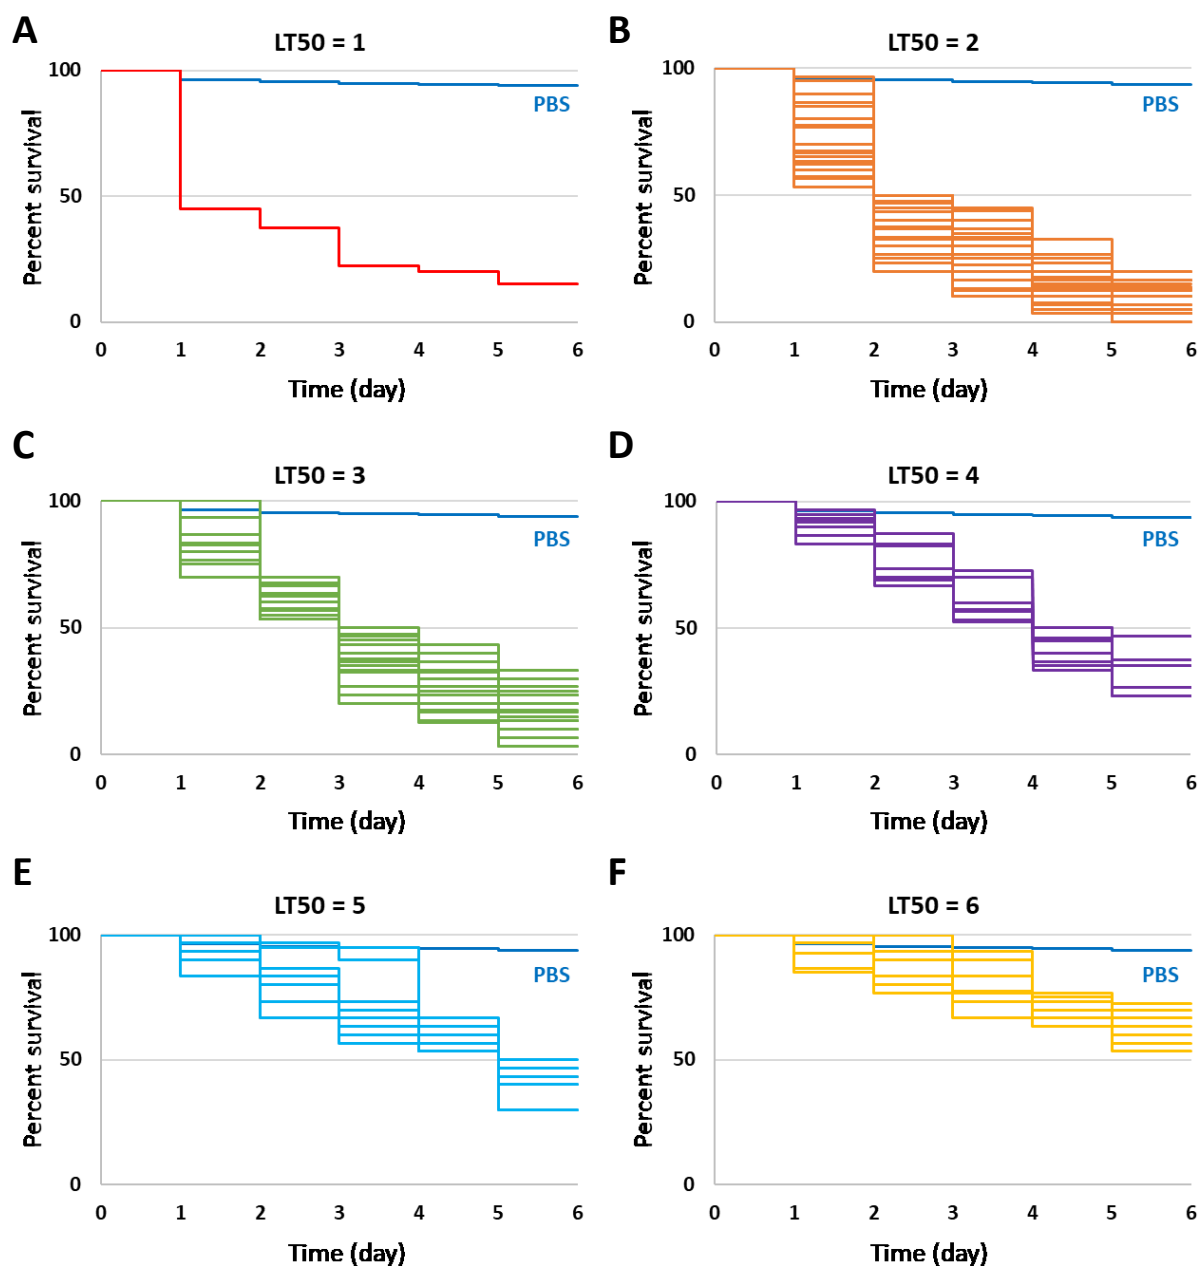 A
LT50 = 1
100
50
0
Percent survival
PBS
0 1 2 3 4 5 6
Time (day)
B
LT50 = 2
100
50
0
Percent survival
PBS
0 1 2 3 4 5 6
Time (day)
C
LT50 = 3
100
50
0
Percent survival
PBS
0 1 2 3 4 5 6
Time (day)
D
LT50 = 4
100
50
0
Percent survival
PBS
0 1 2 3 4 5 6
Time (day)
E
LT50 = 5
100
50
0
Percent survival
PBS
0 1 2 3 4 5 6
Time (day)
F
LT50 = 6
100
50
0
Percent survival
PBS
0 1 2 3 4 5 6
Time (day)